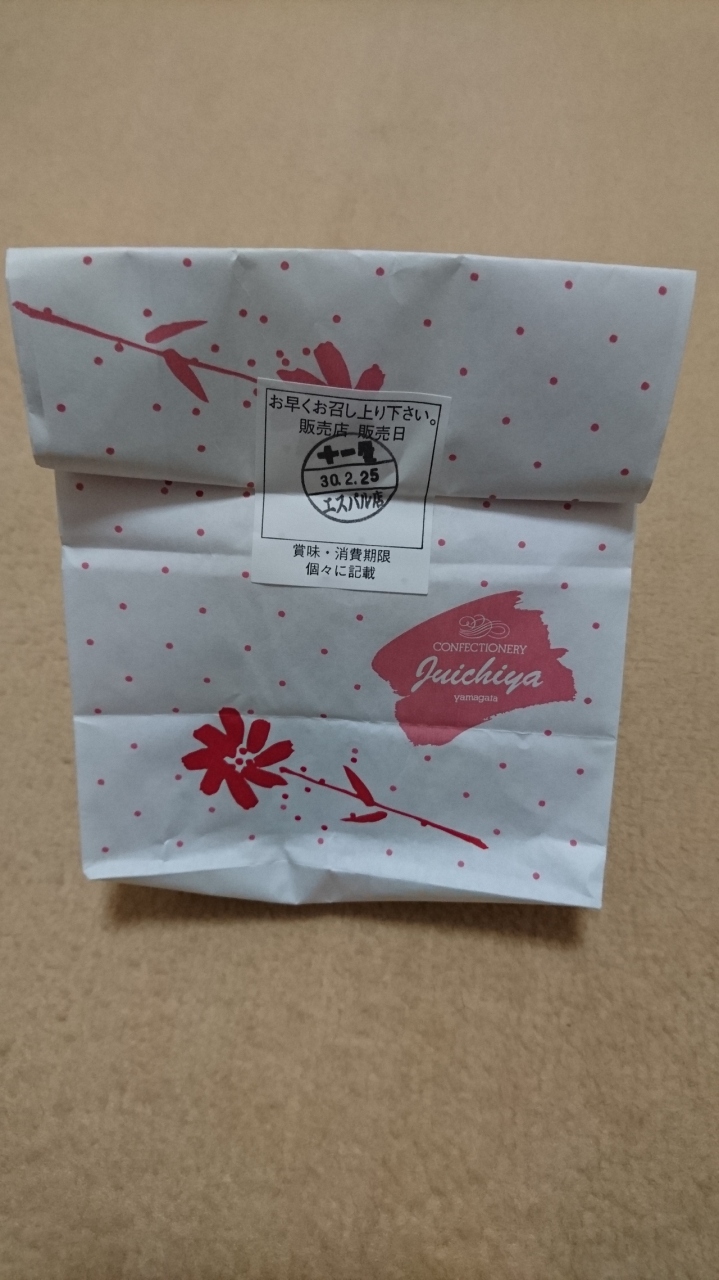 お早くお召し上り下さい。
販売店 販売日
十一屋
30.2.25
エスパル店
賞味・消費期限
個々に記載
CONFECTIONERY
Juichiya
yamagata